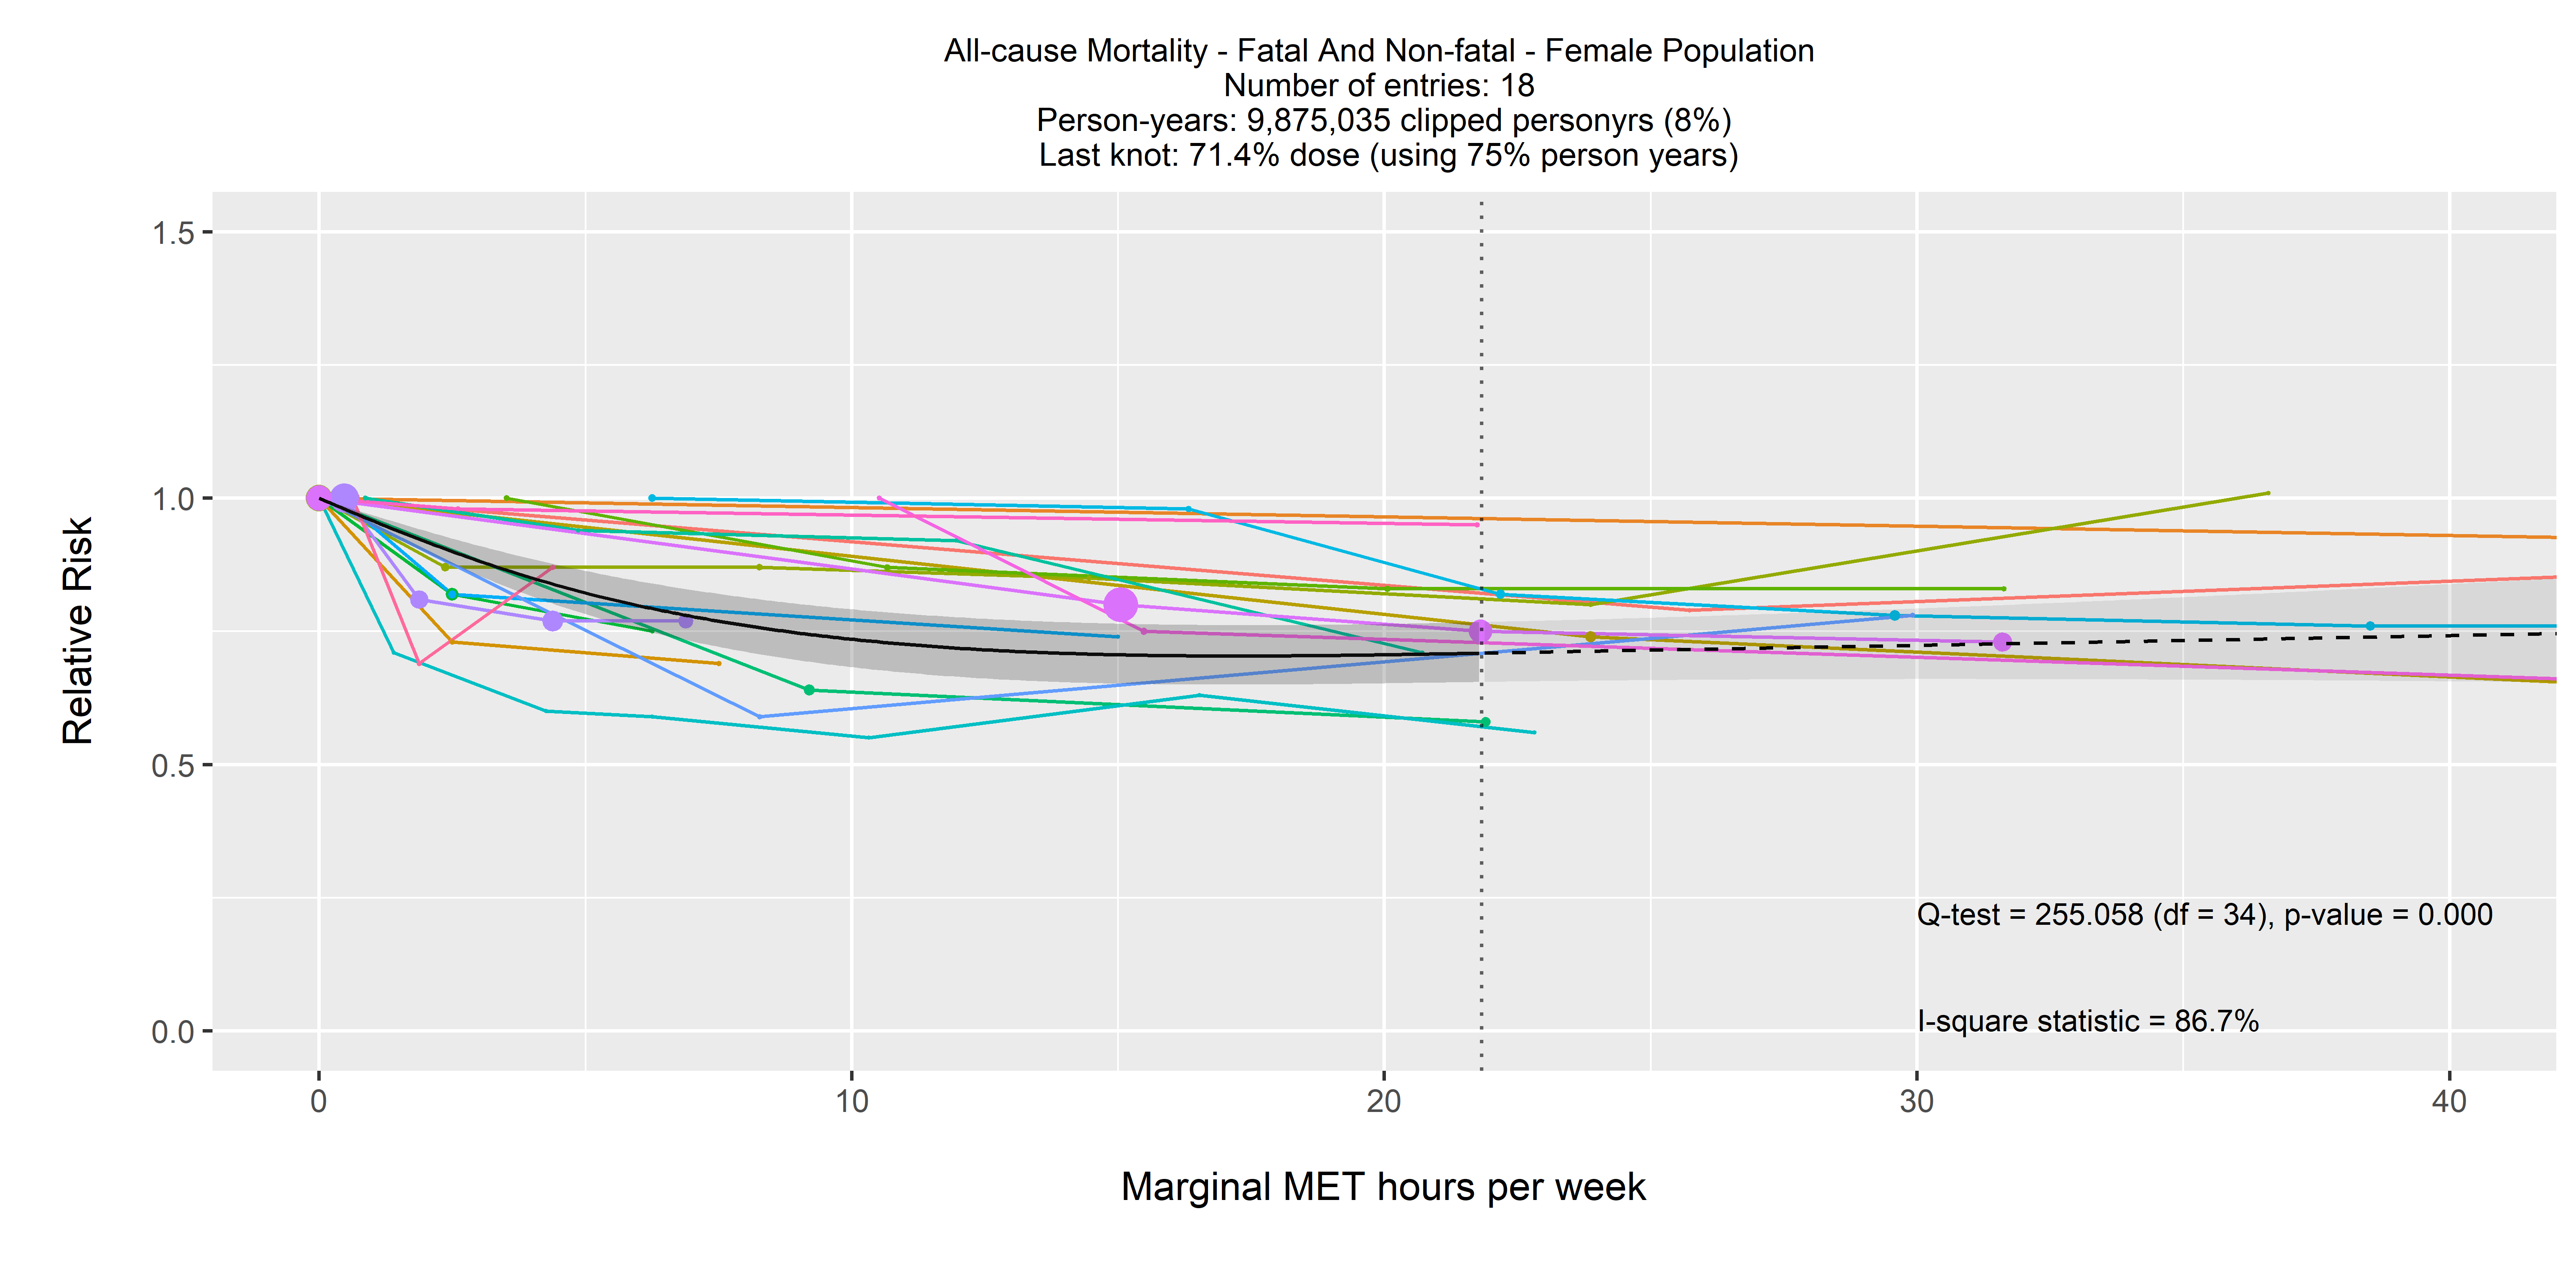 All-cause Mortality - Fatal And Non-fatal - Female Population
Number of entries: 18
Person-years: 9,875,035 clipped personyrs (8%)
Last knot: 71.4% dose (using 75% person years)
1.5
1.0
0.5
0.0
Relative Risk
Q-test = 255.058 (df = 34), p-value = 0.000
I-square statistic = 86.7%
0 10 20 30 40
Marginal MET hours per week